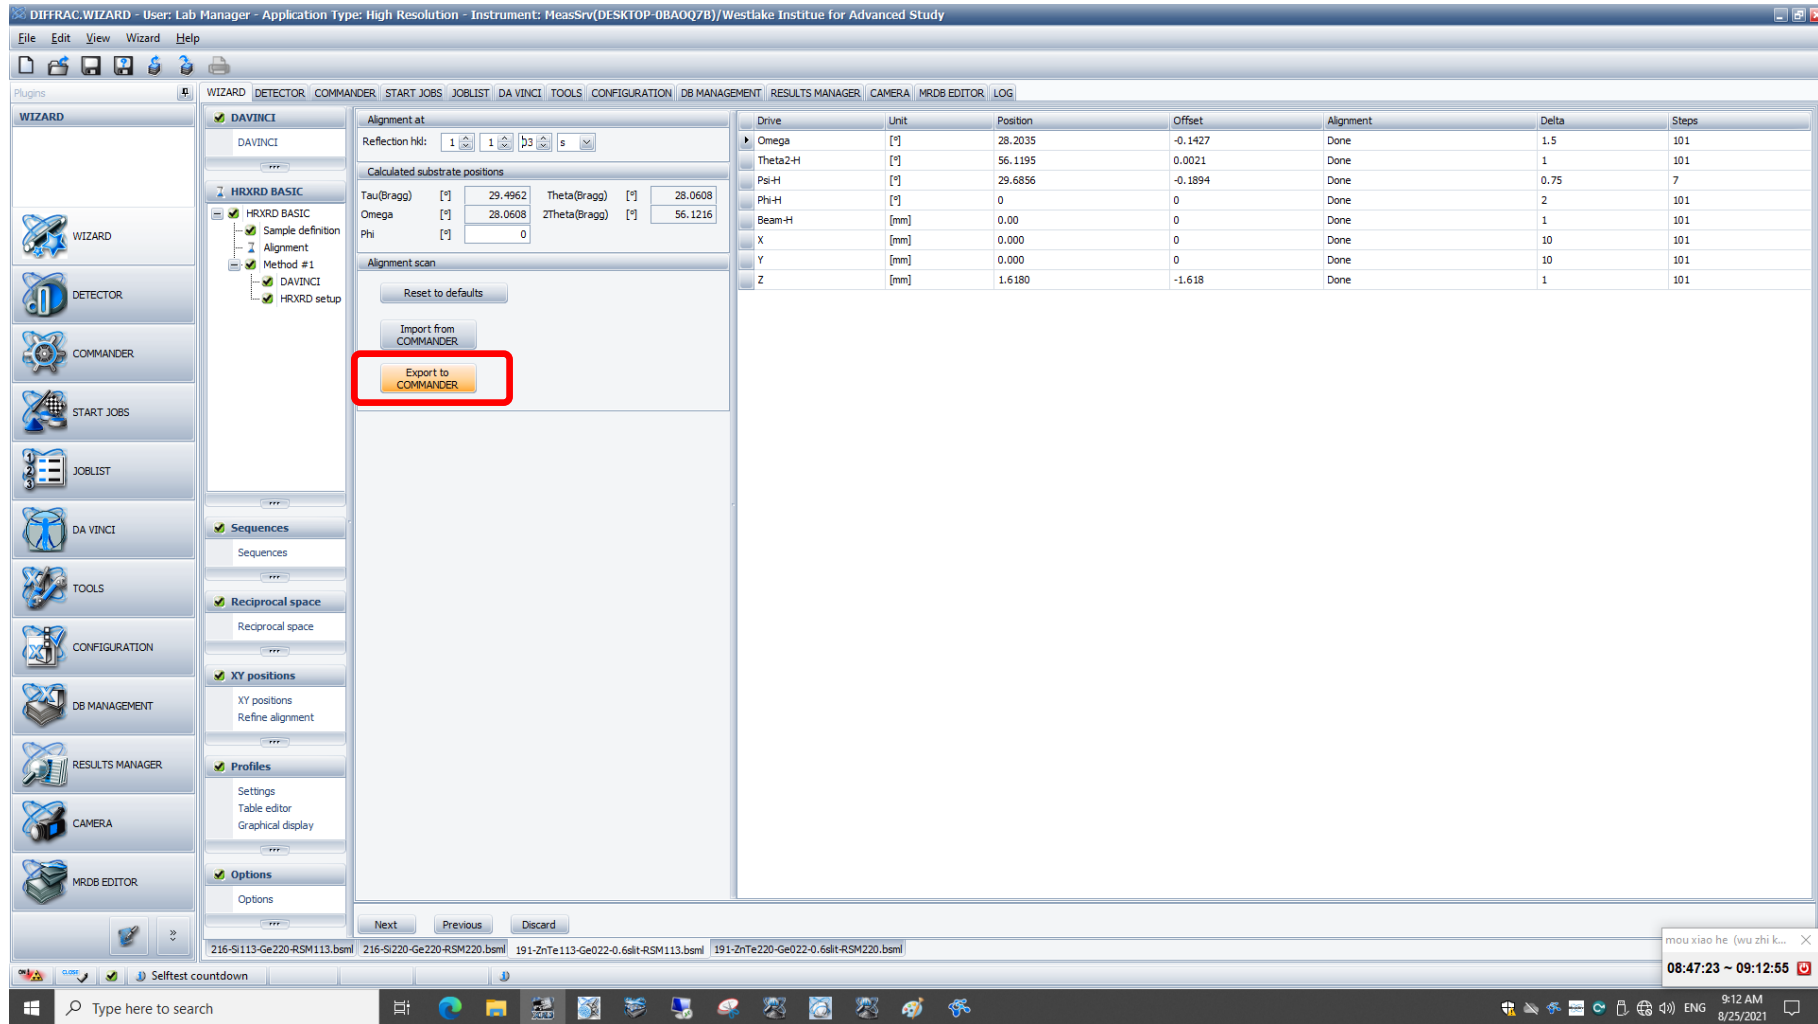 DIFFRAC.WIZARD - User: Lab Manager - Application Type: High Resolution - Instrument: MeasSrv(DESKTOP-0BAOQ7B)/Westlake Institue for Advanced Study
File Edit View Wizard Help
Plugins
WIZARD DETECTOR COMMANDER START JOBS JOBLIST DA VINCI TOOLS CONFIGURATION DB MANAGEMENT RESULTS MANAGER CAMERA MRDB EDITOR LOG
WIZARD
WIZARD
DETECTOR
COMMANDER
START JOBS
JOBLIST
DA VINCI
TOOLS
CONFIGURATION
DB MANAGEMENT
RESULTS MANAGER
CAMERA
MRDB EDITOR
DAVINCI
DAVINCI
HRXRD BASIC
HRXRD BASIC
Sample definition
Alignment
Method #1
DAVINCI
HRXRD setup
Sequences
Sequences
Reciprocal space
Reciprocal space
XY positions
XY positions
Refine alignment
Profiles
Settings
Table editor
Graphical display
Options
Options
Alignment at
Reflection hkl: 1 1 3 s
Calculated substrate positions
Tau(Bragg) [°] 29.4962 Theta(Bragg) [°] 28.0608
Omega [°] 28.0608 2Theta(Bragg) [°] 56.1216
Phi [°] 0
Alignment scan
Reset to defaults
Import from
COMMANDER
Export to
COMMANDER
Drive Unit Position Offset Alignment Delta Steps
Omega [°] 28.2035 -0.1427 Done 1.5 101
Theta2-H [°] 56.1195 0.0021 Done 1 101
Psi-H [°] 29.6856 -0.1894 Done 0.75 7
Phi-H [°] 0 0 Done 2 101
Beam-H [mm] 0.00 0 Done 1 101
X [mm] 0.000 0 Done 10 101
Y [mm] 0.000 0 Done 10 101
Z [mm] 1.6180 -1.618 Done 1 101
Next Previous Discard
216-Si113-Ge220-RSM113.bsml 216-Si220-Ge220-RSM220.bsml 191-ZnTe113-Ge022-0.6slit-RSM113.bsml 191-ZnTe220-Ge022-0.6slit-RSM220.bsml
mou xiao he (wu zhi k...
08:47:23 ~ 09:12:55
Selftest countdown
Type here to search
ENG
9:12 AM
8/25/2021